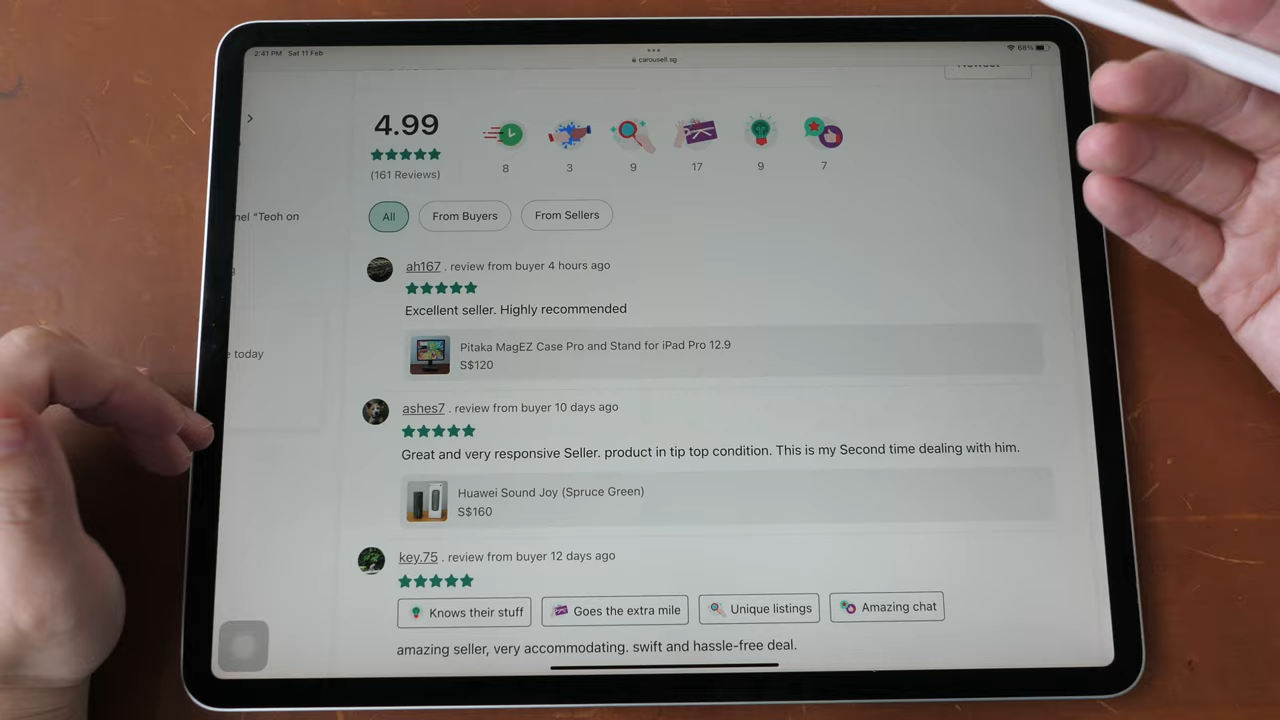 2:41 PM Sat 11 Feb
68%
carousell.sg
4.99
(161 Reviews)
8
3
9
17
9
7
nel “Teoh on
All
From Buyers
From Sellers
ah167 . review from buyer 4 hours ago
Excellent seller. Highly recommended
Pitaka MagEZ Case Pro and Stand for iPad Pro 12.9
S$120
e today
ashes7 . review from buyer 10 days ago
Great and very responsive Seller. product in tip top condition. This is my Second time dealing with him.
Huawei Sound Joy (Spruce Green)
S$160
key.75 . review from buyer 12 days ago
Knows their stuff
Goes the extra mile
Unique listings
Amazing chat
amazing seller, very accommodating. swift and hassle-free deal.